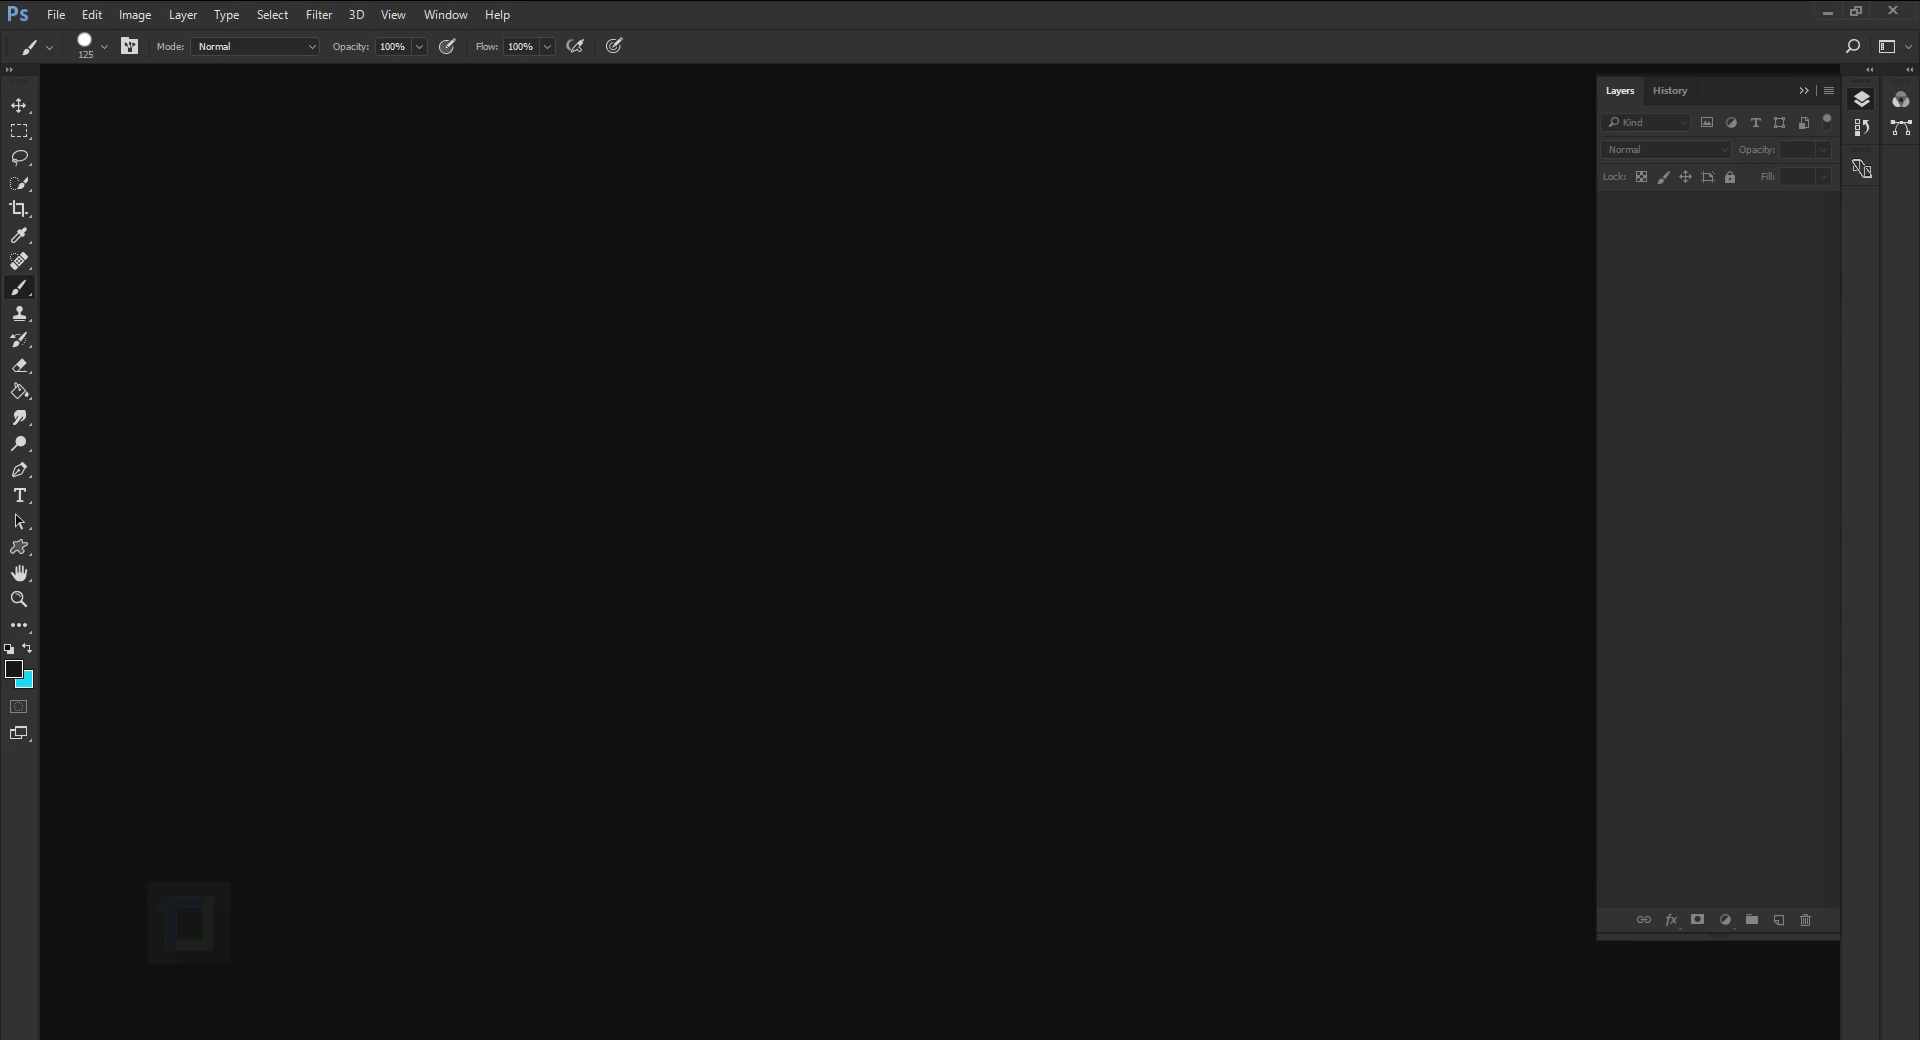 Ps File Edit Image Layer Type Select Filter 3D View Window Help
125 Mode: Normal Opacity: 100% Flow: 100%
Layers History
Kind
Normal Opacity:
Lock: Fill:
fx